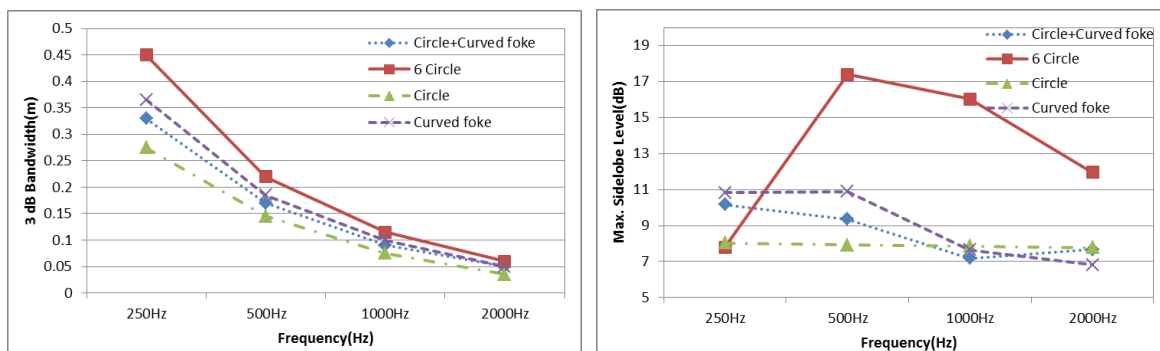 0.5
0.45
0.4
0.35
0.3
0.25
0.2
0.15
0.1
0.05
0
3 dB Bandwidth(m)
250Hz 500Hz 1000Hz 2000Hz
Frequency(Hz)
Circle+Curved foke
6 Circle
Circle
Curved foke
19
17
15
13
11
9
7
5
Max. Sidelobe Level(dB)
250Hz 500Hz 1000Hz 2000Hz
Frequency(Hz)
Circle+Curved foke
6 Circle
Circle
Curved foke